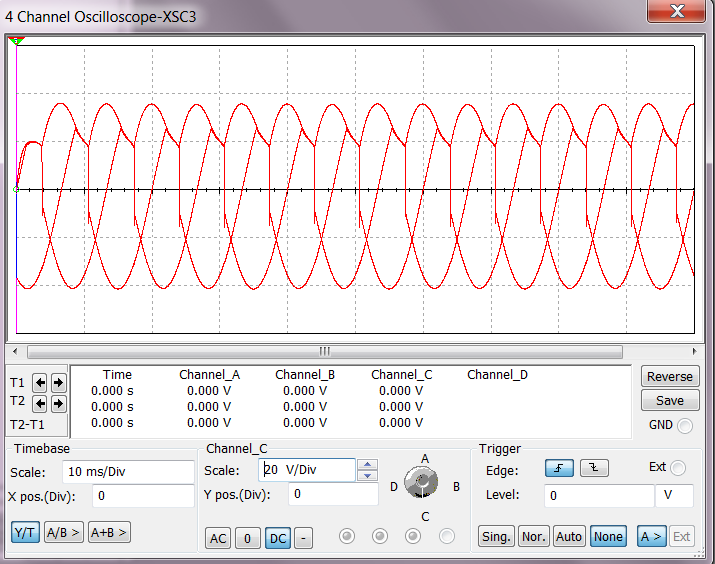 4 Channel Oscilloscope-XSC3
Time Channel_A Channel_B Channel_C Channel_D
T1 0.000 s 0.000 V 0.000 V 0.000 V
T2 0.000 s 0.000 V 0.000 V 0.000 V
T2-T1 0.000 s 0.000 V 0.000 V 0.000 V
Reverse
Save
GND
Timebase
Scale: 10 ms/Div
X pos.(Div): 0
Y/T A/B > A+B >
Channel_C
Scale: 20 V/Div
Y pos.(Div): 0
AC 0 DC -
A
D B
C
Trigger
Edge: Ext
Level: 0 V
Sing. Nor. Auto None A > Ext